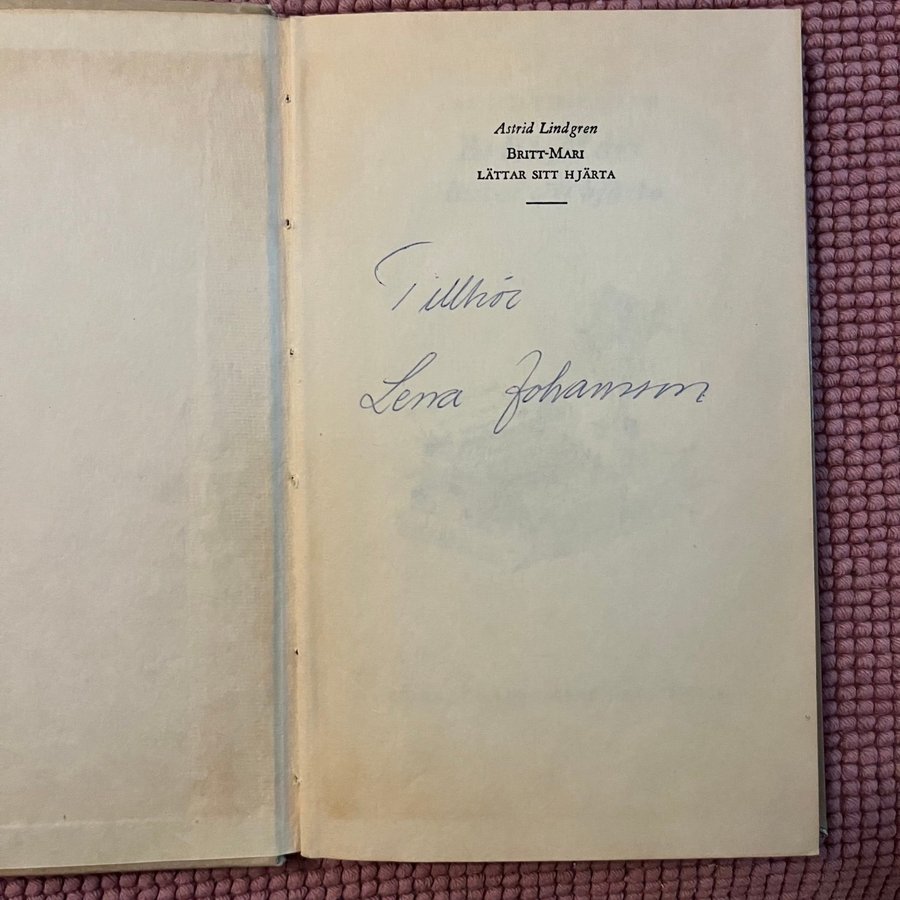 Astrid Lindgren
BRITT-MARI
LÄTTAR SITT HJÄRTA
Tillhör
Lena Johansson